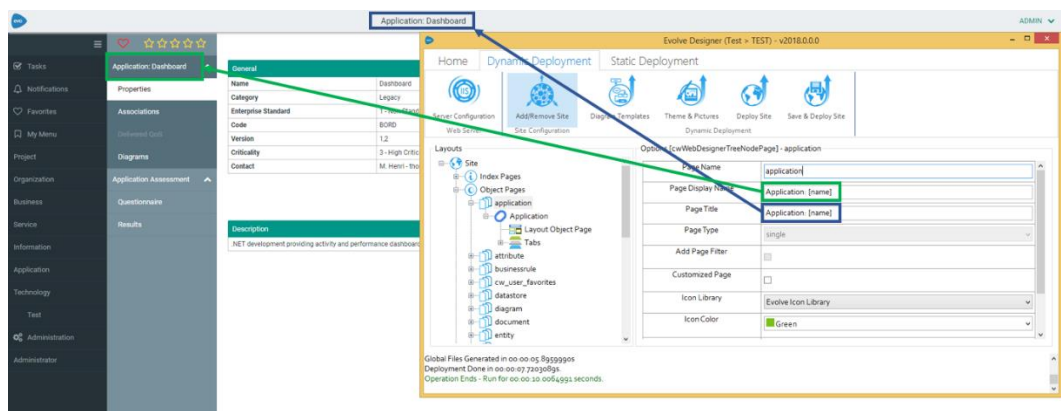 Application: Dashboard
ADMIN
Tasks
Notifications
Favorites
My Menu
Project
Organization
Business
Service
Information
Application
Technology
Test
Administration
Administrator
Application: Dashboard
Properties
Associations
Diagrams
Application Assessment
Questionnaire
Results
General
Name Dashboard
Category Legacy
Enterprise Standard
Code BORD
Version 1,2
Criticality 3 - High Critic
Contact M. Henri - tho
Description
.NET development providing activity and performance dashboard
Evolve Designer (Test > TEST) - v2018.0.0.0
Home Dynamic Deployment Static Deployment
Server Configuration Add/Remove Site Diagram Templates Theme & Pictures Deploy Site Save & Deploy Site
Web Server Site Configuration Dynamic Deployment
Layouts
Site
Index Pages
Object Pages
application
Application
Layout Object Page
Tabs
attribute
businessrule
cw_user_favorites
datastore
diagram
document
entity
Options [cwWebDesignerTreeNodePage] - application
Page Name application
Page Display Name Application: [name]
Page Title Application: [name]
Page Type single
Add Page Filter
Customized Page
Icon Library Evolve Icon Library
Icon Color Green
Global Files Generated in 00:00:05.8959990s
Deployment Done in 00:00:07.7203089s.
Operation Ends - Run for 00:00:10.0064991 seconds.